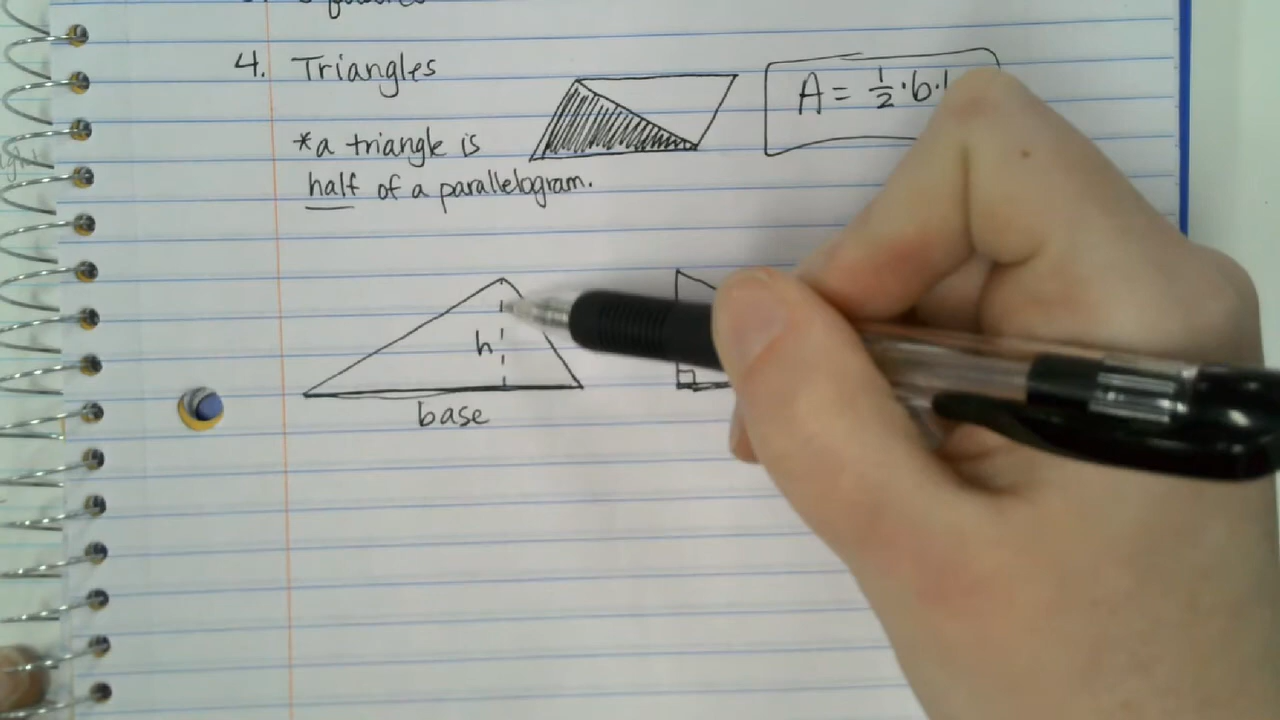 4. Triangles
A = 1/2 · b ·
*a triangle is
half of a parallelogram.
h
base